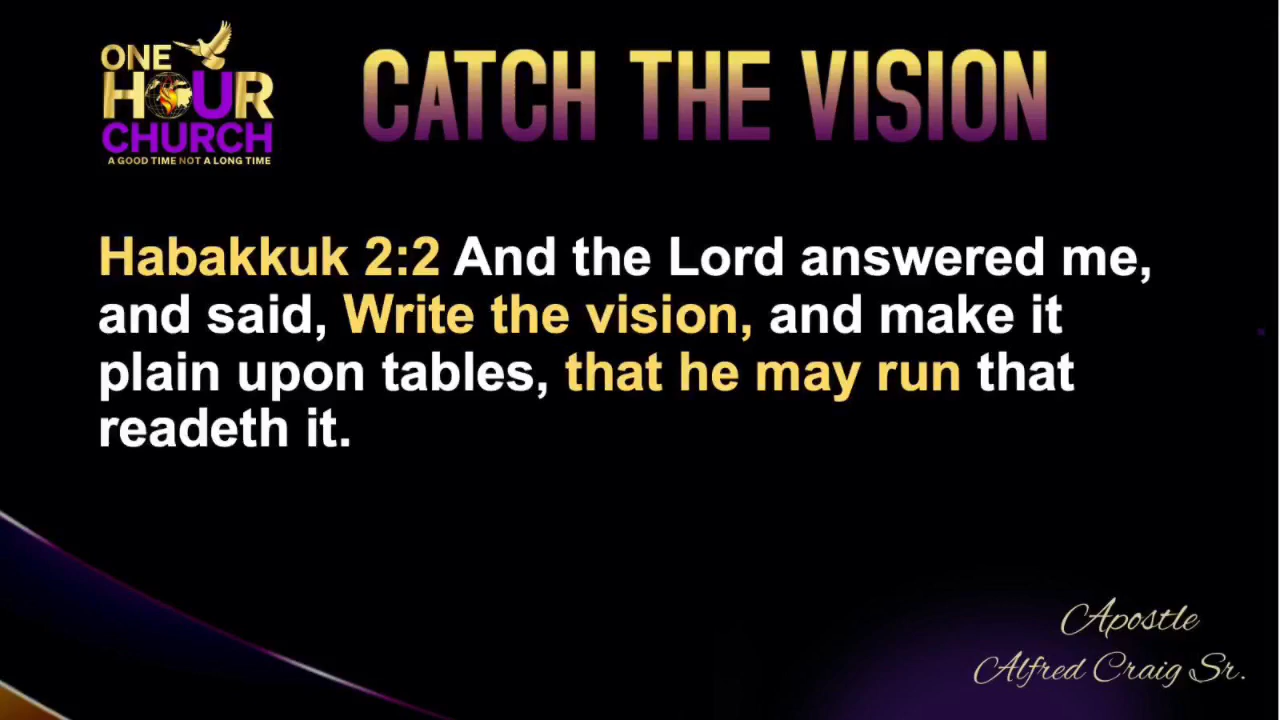 ONE
HOUR
CHURCH
A GOOD TIME NOT A LONG TIME
CATCH THE VISION
Habakkuk 2:2 And the Lord answered me,
and said, Write the vision, and make it
plain upon tables, that he may run that
readeth it.
Apostle
Alfred Craig Sr.